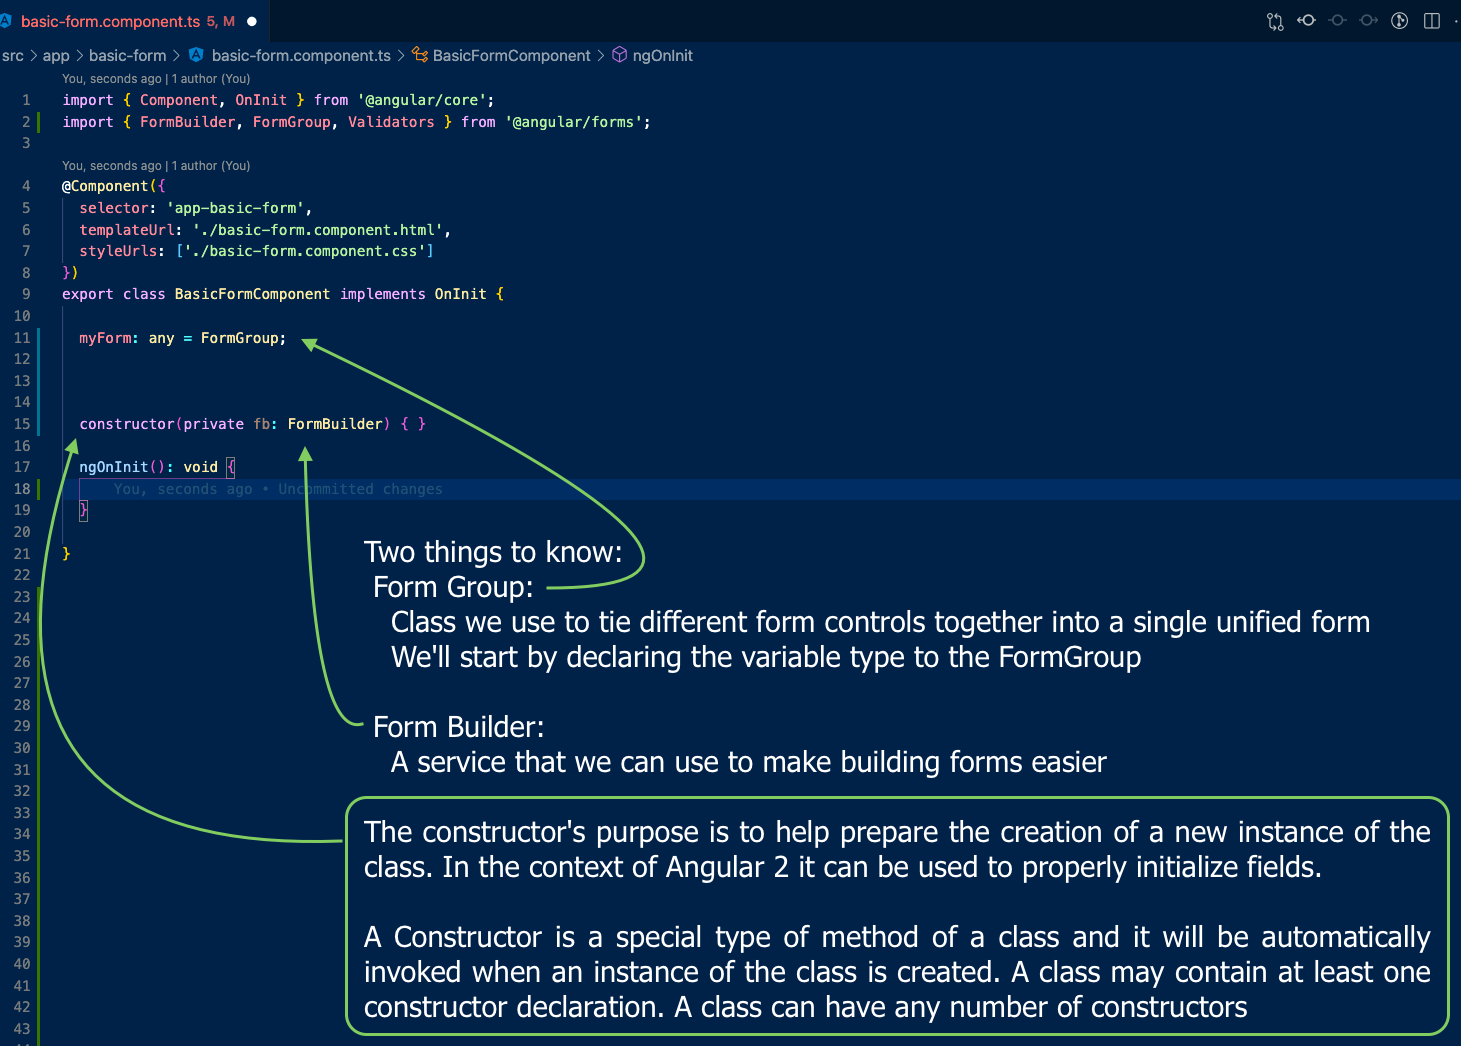 basic-form.component.ts 5, M
src > app > basic-form > basic-form.component.ts > BasicFormComponent > ngOnInit
You, seconds ago | 1 author (You)
1 import { Component, OnInit } from '@angular/core';
2 import { FormBuilder, FormGroup, Validators } from '@angular/forms';
3
You, seconds ago | 1 author (You)
4 @Component({
5 selector: 'app-basic-form',
6 templateUrl: './basic-form.component.html',
7 styleUrls: ['./basic-form.component.css']
8 })
9 export class BasicFormComponent implements OnInit {
10
11 myForm: any = FormGroup;
12
13
14
15 constructor(private fb: FormBuilder) { }
16
17 ngOnInit(): void {
18 You, seconds ago • Uncommitted changes
19 }
20
21 }
22
23
24
25
26
27
28
29
30
31
32
33
34
35
36
37
38
39
40
41
42
43
Two things to know:
Form Group:
Class we use to tie different form controls together into a single unified form
We'll start by declaring the variable type to the FormGroup
Form Builder:
A service that we can use to make building forms easier
The constructor's purpose is to help prepare the creation of a new instance of the
class. In the context of Angular 2 it can be used to properly initialize fields.
A Constructor is a special type of method of a class and it will be automatically
invoked when an instance of the class is created. A class may contain at least one
constructor declaration. A class can have any number of constructors